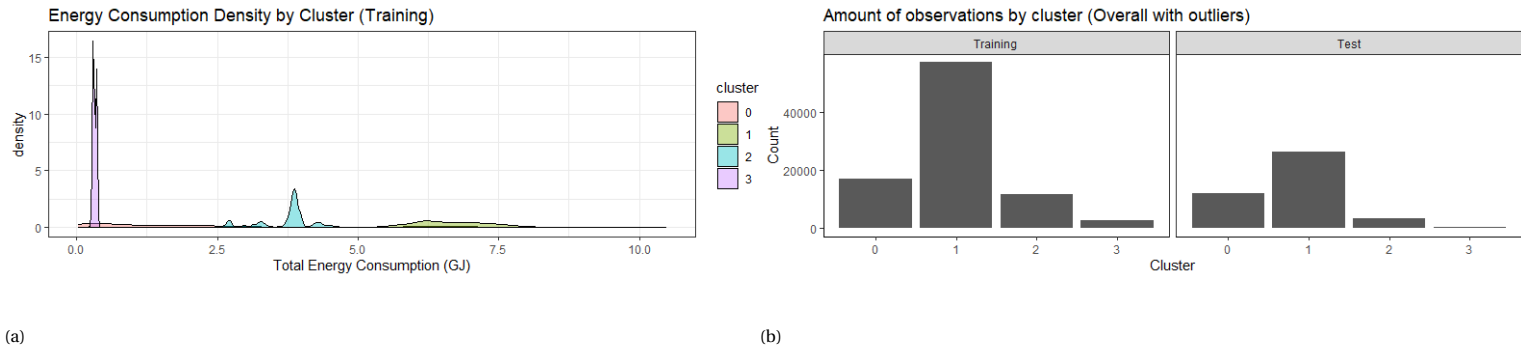 Energy Consumption Density by Cluster (Training)
15
10
5
0
density
0.0 2.5 5.0 7.5 10.0
Total Energy Consumption (GJ)
cluster
0
1
2
3
(a)
Amount of observations by cluster (Overall with outliers)
Training Test
40000
20000
0
Count
0 1 2 3 0 1 2 3
Cluster
(b)